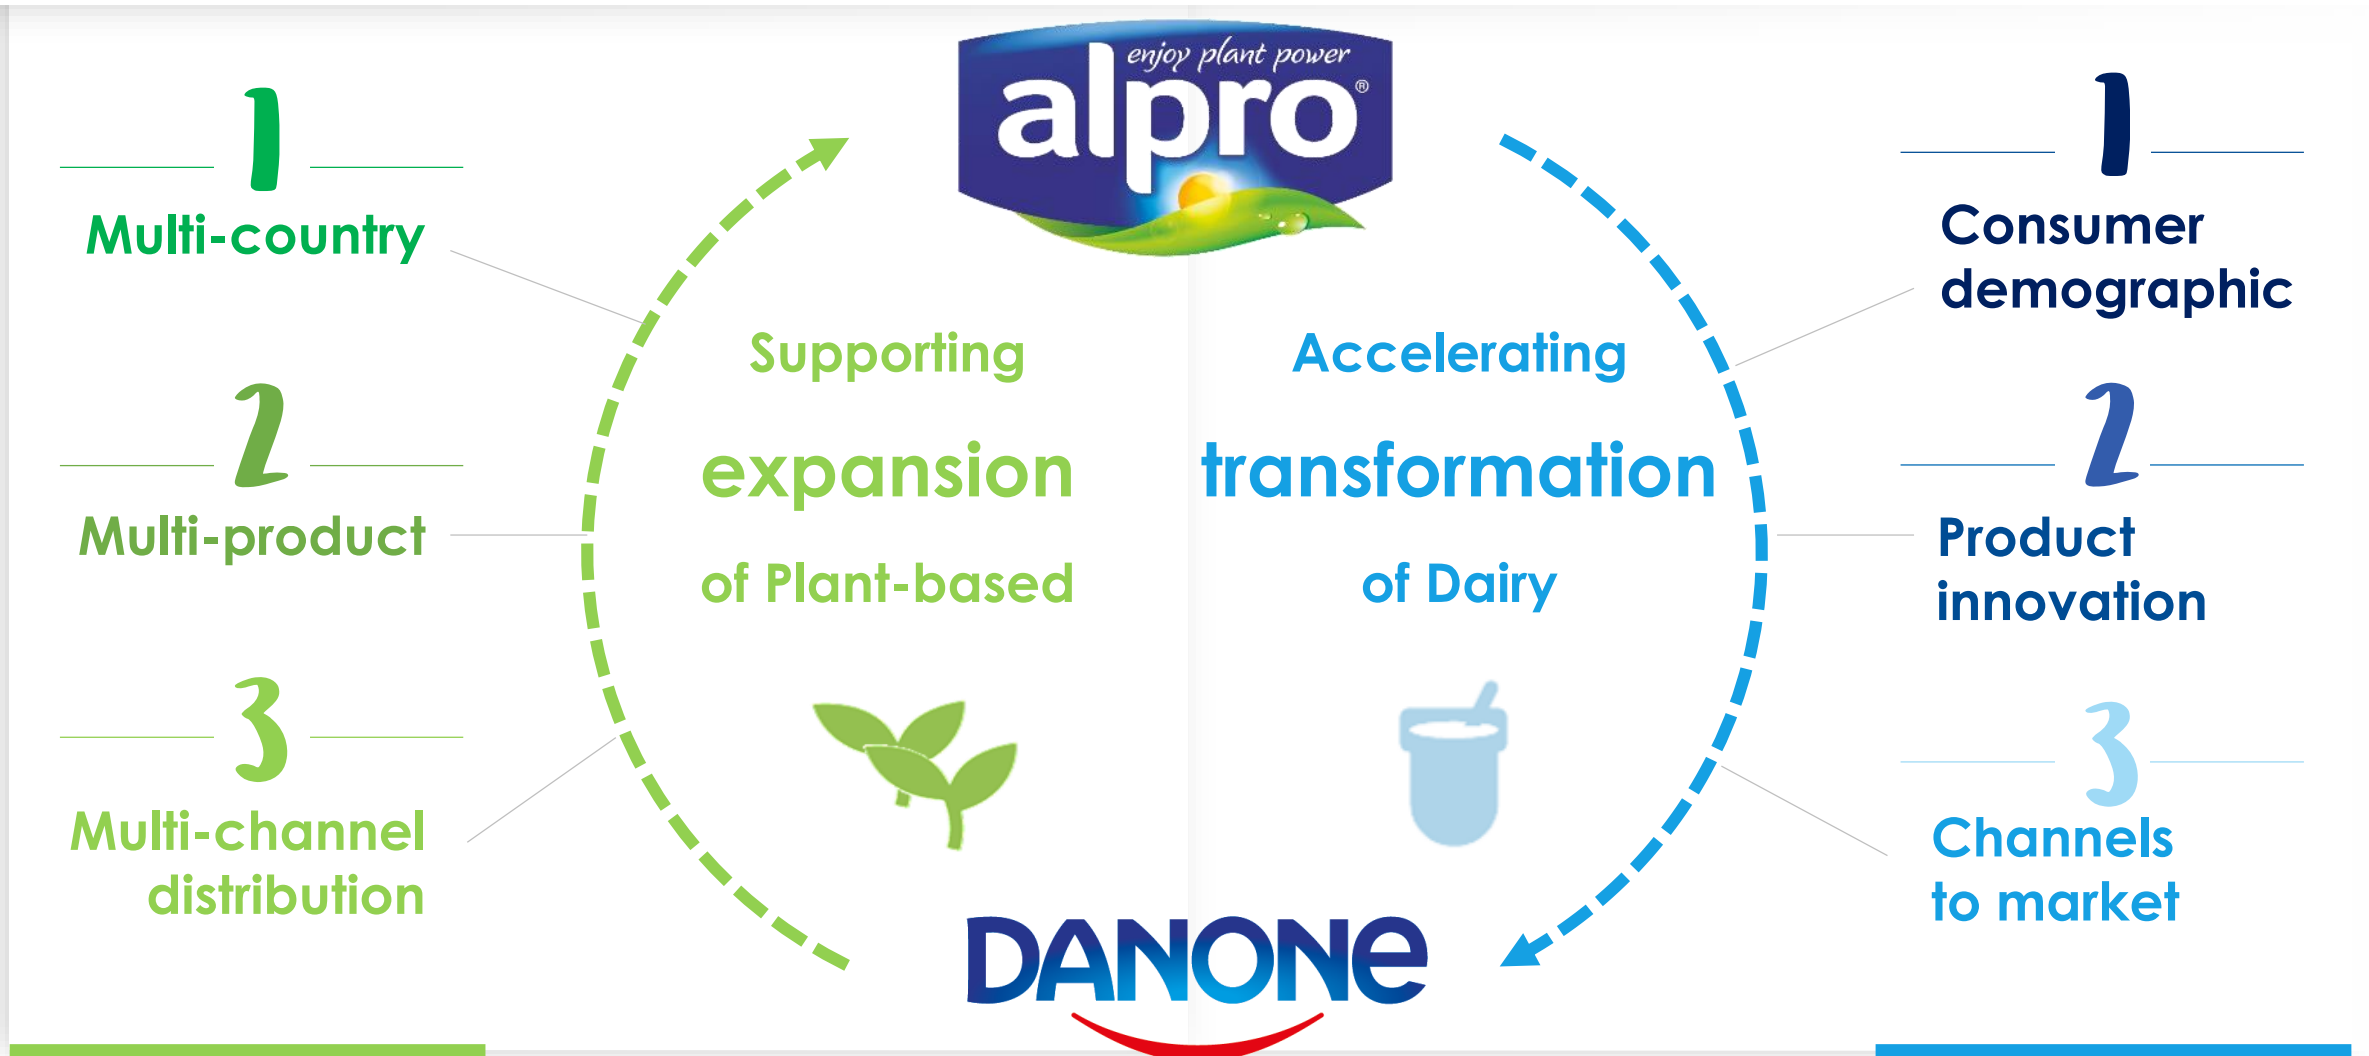 enjoy plant power
alpro®
1
Multi-country
2
Multi-product
3
Multi-channel
distribution
Supporting
expansion
of Plant-based
Accelerating
transformation
of Dairy
1
Consumer
demographic
2
Product
innovation
3
Channels
to market
DANONE